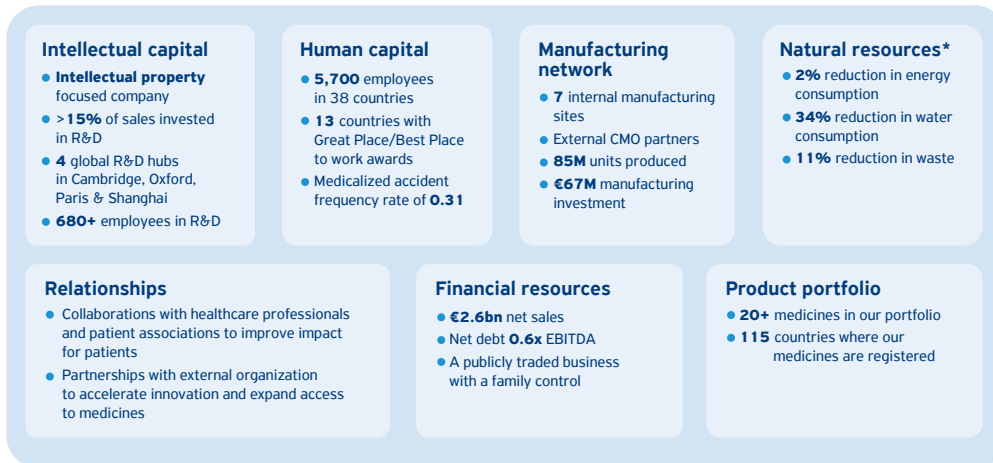 Intellectual capital
Intellectual property
focused company
>15% of sales invested
in R&D
4 global R&D hubs
in Cambridge, Oxford,
Paris & Shanghai
680+ employees in R&D
Human capital
5,700 employees
in 38 countries
13 countries with
Great Place/Best Place
to work awards
Medicalized accident
frequency rate of 0.31
Manufacturing
network
7 internal manufacturing
sites
External CMO partners
85M units produced
€67M manufacturing
investment
Natural resources*
2% reduction in energy
consumption
34% reduction in water
consumption
11% reduction in waste
Relationships
Collaborations with healthcare professionals
and patient associations to improve impact
for patients
Partnerships with external organization
to accelerate innovation and expand access
to medicines
Financial resources
€2.6bn net sales
Net debt 0.6x EBITDA
A publicly traded business
with a family control
Product portfolio
20+ medicines in our portfolio
115 countries where our
medicines are registered